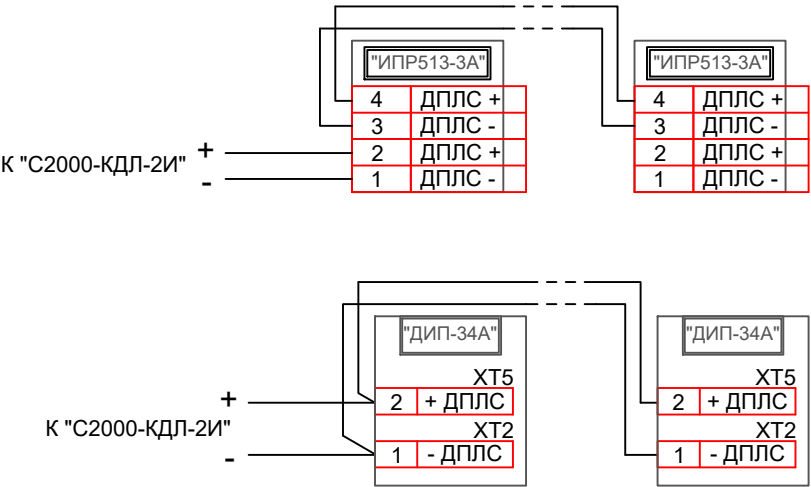 "ИПР513-3А" "ИПР513-3А"
4 ДПЛС + 4 ДПЛС +
3 ДПЛС - 3 ДПЛС -
К "С2000-КДЛ-2И" + 2 ДПЛС + 2 ДПЛС +
- 1 ДПЛС - 1 ДПЛС -
"ДИП-34А" "ДИП-34А"
XT5 XT5
+ 2 + ДПЛС 2 + ДПЛС
К "С2000-КДЛ-2И" XT2 XT2
- 1 - ДПЛС 1 - ДПЛС